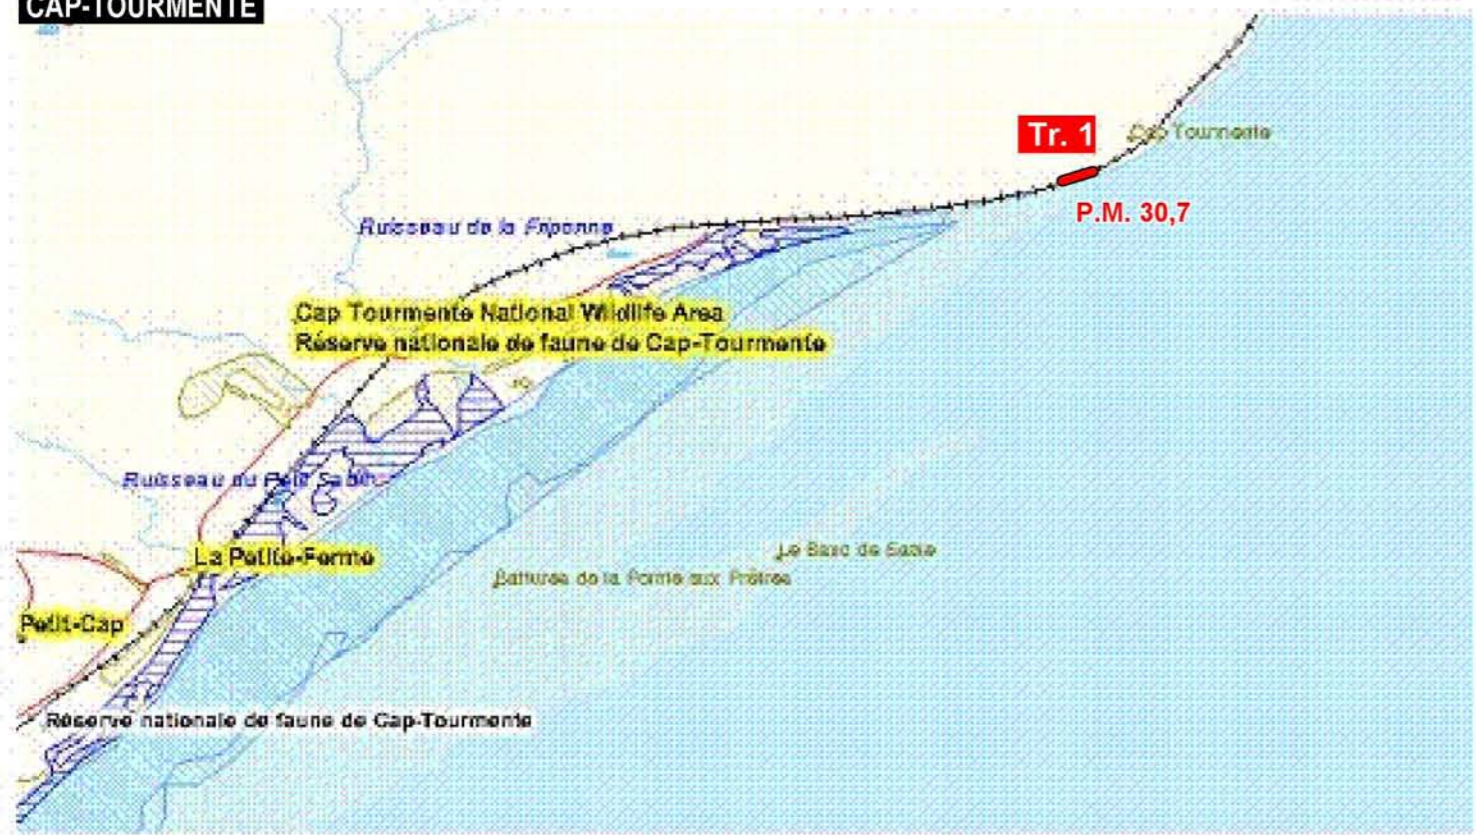 CAP-TOURMENTE
Tr. 1
Cap Tourmente
P.M. 30,7
Ruisseau de la Friponne
Cap Tourmente National Wildlife Area
Réserve nationale de faune de Cap-Tourmente
Ruisseau du Petit Sault
La Petite-Ferme
Le Banc de Sable
Battures de la Pointe aux Prêtres
Petit-Cap
Réserve nationale de faune de Cap-Tourmente